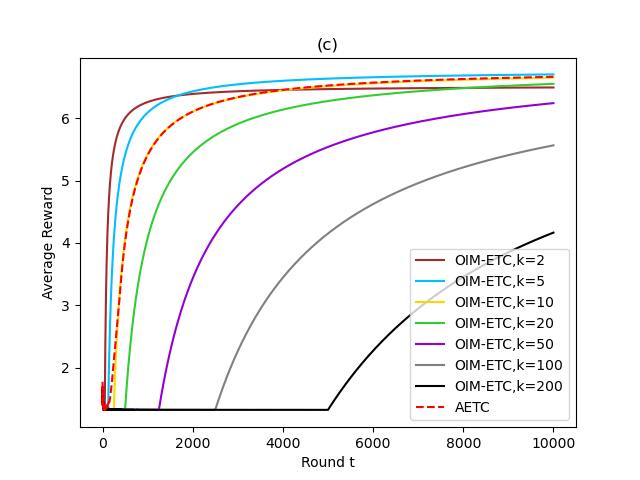 (c)
Average Reward
6
5
4
3
2
0
2000
4000
6000
8000
10000
Round t
OIM-ETC,k=2
OIM-ETC,k=5
OIM-ETC,k=10
OIM-ETC,k=20
OIM-ETC,k=50
OIM-ETC,k=100
OIM-ETC,k=200
AETC